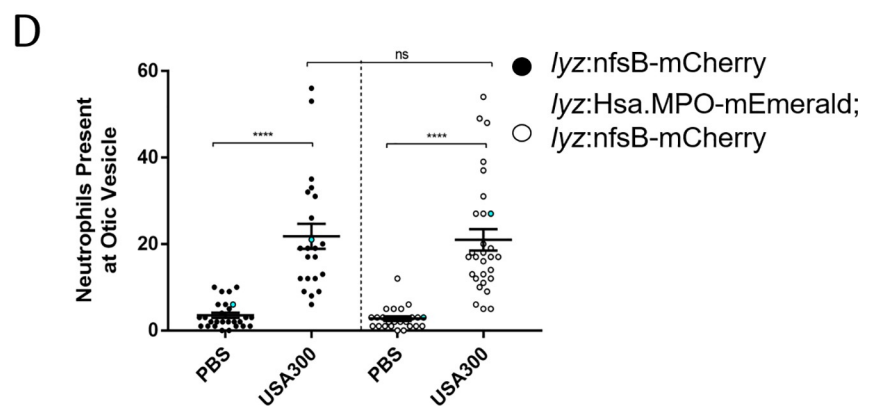 D
ns
lyz:nfsB-mCherry
lyz:Hsa.MPO-mEmerald;
lyz:nfsB-mCherry
60
40
20
0
Neutrophils Present
at Otic Vesicle
****
****
PBS
USA300
PBS
USA300